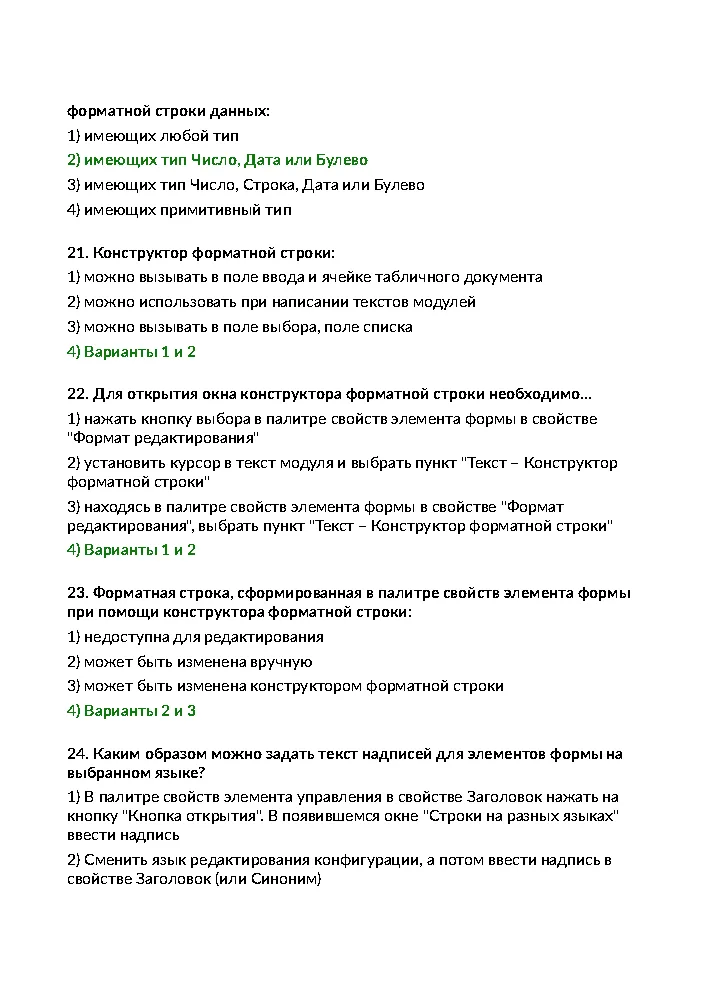 форматной строки данных:
1) имеющих любой тип
2) имеющих тип Число, Дата или Булево
3) имеющих тип Число, Строка, Дата или Булево
4) имеющих примитивный тип
21. Конструктор форматной строки:
1) можно вызывать в поле ввода и ячейке табличного документа
2) можно использовать при написании текстов модулей
3) можно вызывать в поле выбора, поле списка
4) Варианты 1 и 2
22. Для открытия окна конструктора форматной строки необходимо...
1) нажать кнопку выбора в палитре свойств элемента формы в свойстве
"Формат редактирования"
2) установить курсор в текст модуля и выбрать пункт "Текст – Конструктор
форматной строки"
3) находясь в палитре свойств элемента формы в свойстве "Формат
редактирования", выбрать пункт "Текст – Конструктор форматной строки"
4) Варианты 1 и 2
23. Форматная строка, сформированная в палитре свойств элемента формы
при помощи конструктора форматной строки:
1) недоступна для редактирования
2) может быть изменена вручную
3) может быть изменена конструктором форматной строки
4) Варианты 2 и 3
24. Каким образом можно задать текст надписей для элементов формы на
выбранном языке?
1) В палитре свойств элемента управления в свойстве Заголовок нажать на
кнопку "Кнопка открытия". В появившемся окне "Строки на разных языках"
ввести надпись
2) Сменить язык редактирования конфигурации, а потом ввести надпись в
свойстве Заголовок (или Синоним)